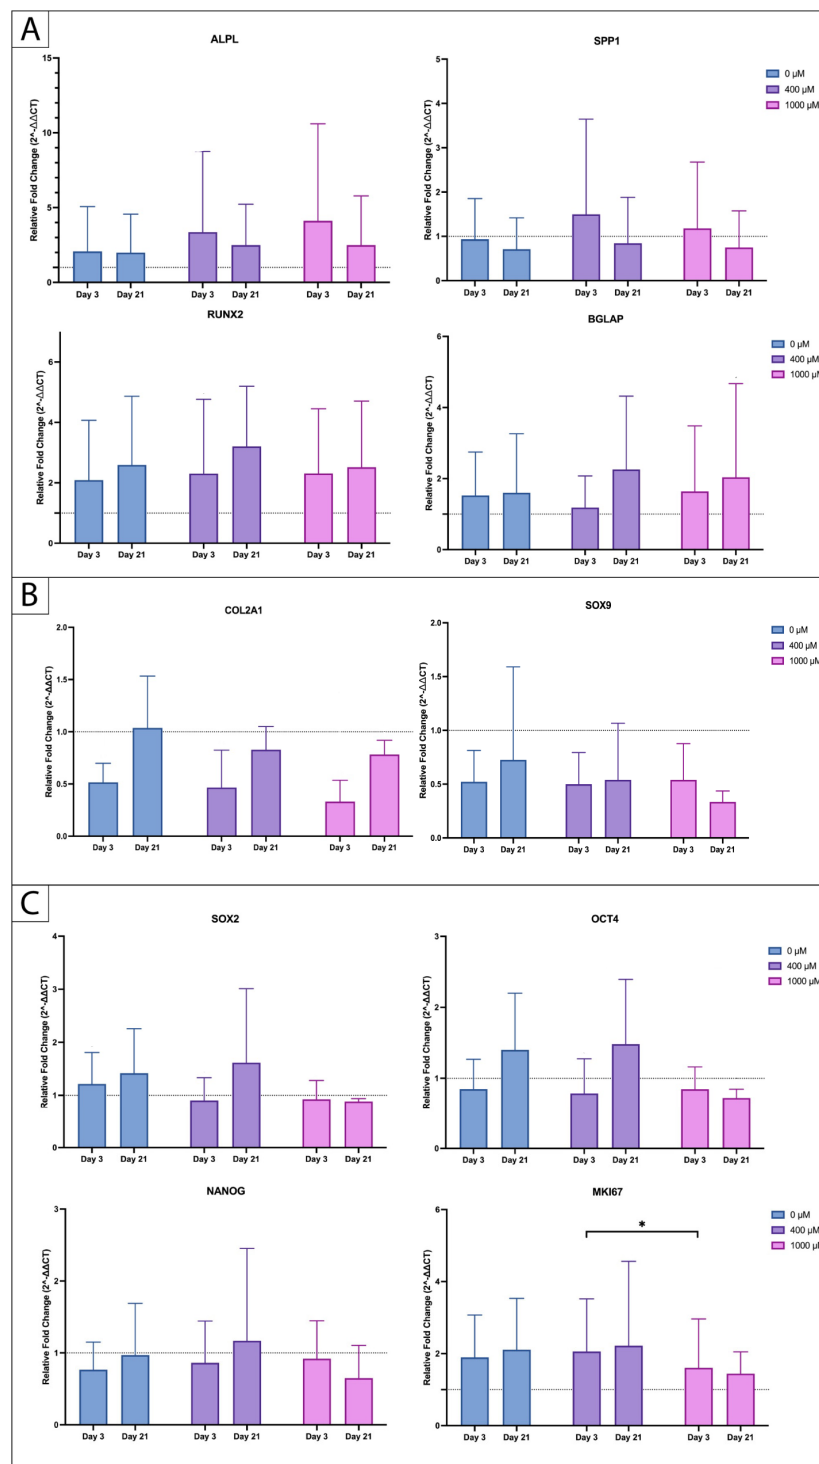 A
ALPL
Relative Fold Change (2^-ΔΔCT)
15
10
5
0
Day 3 Day 21 Day 3 Day 21 Day 3 Day 21
SPP1
Relative Fold Change (2^-ΔΔCT)
5
4
3
2
1
0
Day 3 Day 21 Day 3 Day 21 Day 3 Day 21
0 µM
400 µM
1000 µM
RUNX2
Relative Fold Change (2^-ΔΔCT)
6
4
2
0
Day 3 Day 21 Day 3 Day 21 Day 3 Day 21
BGLAP
Relative Fold Change (2^-ΔΔCT)
6
4
2
0
Day 3 Day 21 Day 3 Day 21 Day 3 Day 21
0 µM
400 µM
1000 µM
B
COL2A1
Relative Fold Change (2^-ΔΔCT)
2.0
1.5
1.0
0.5
0.0
Day 3 Day 21 Day 3 Day 21 Day 3 Day 21
SOX9
Relative Fold Change (2^-ΔΔCT)
2.0
1.5
1.0
0.5
0.0
Day 3 Day 21 Day 3 Day 21 Day 3 Day 21
0 µM
400 µM
1000 µM
C
SOX2
Relative Fold Change (2^-ΔΔCT)
4
3
2
1
0
Day 3 Day 21 Day 3 Day 21 Day 3 Day 21
OCT4
Relative Fold Change (2^-ΔΔCT)
3
2
1
0
Day 3 Day 21 Day 3 Day 21 Day 3 Day 21
0 µM
400 µM
1000 µM
NANOG
Relative Fold Change (2^-ΔΔCT)
3
2
1
0
Day 3 Day 21 Day 3 Day 21 Day 3 Day 21
MKI67
Relative Fold Change (2^-ΔΔCT)
6
4
2
0
*
Day 3 Day 21 Day 3 Day 21 Day 3 Day 21
0 µM
400 µM
1000 µM